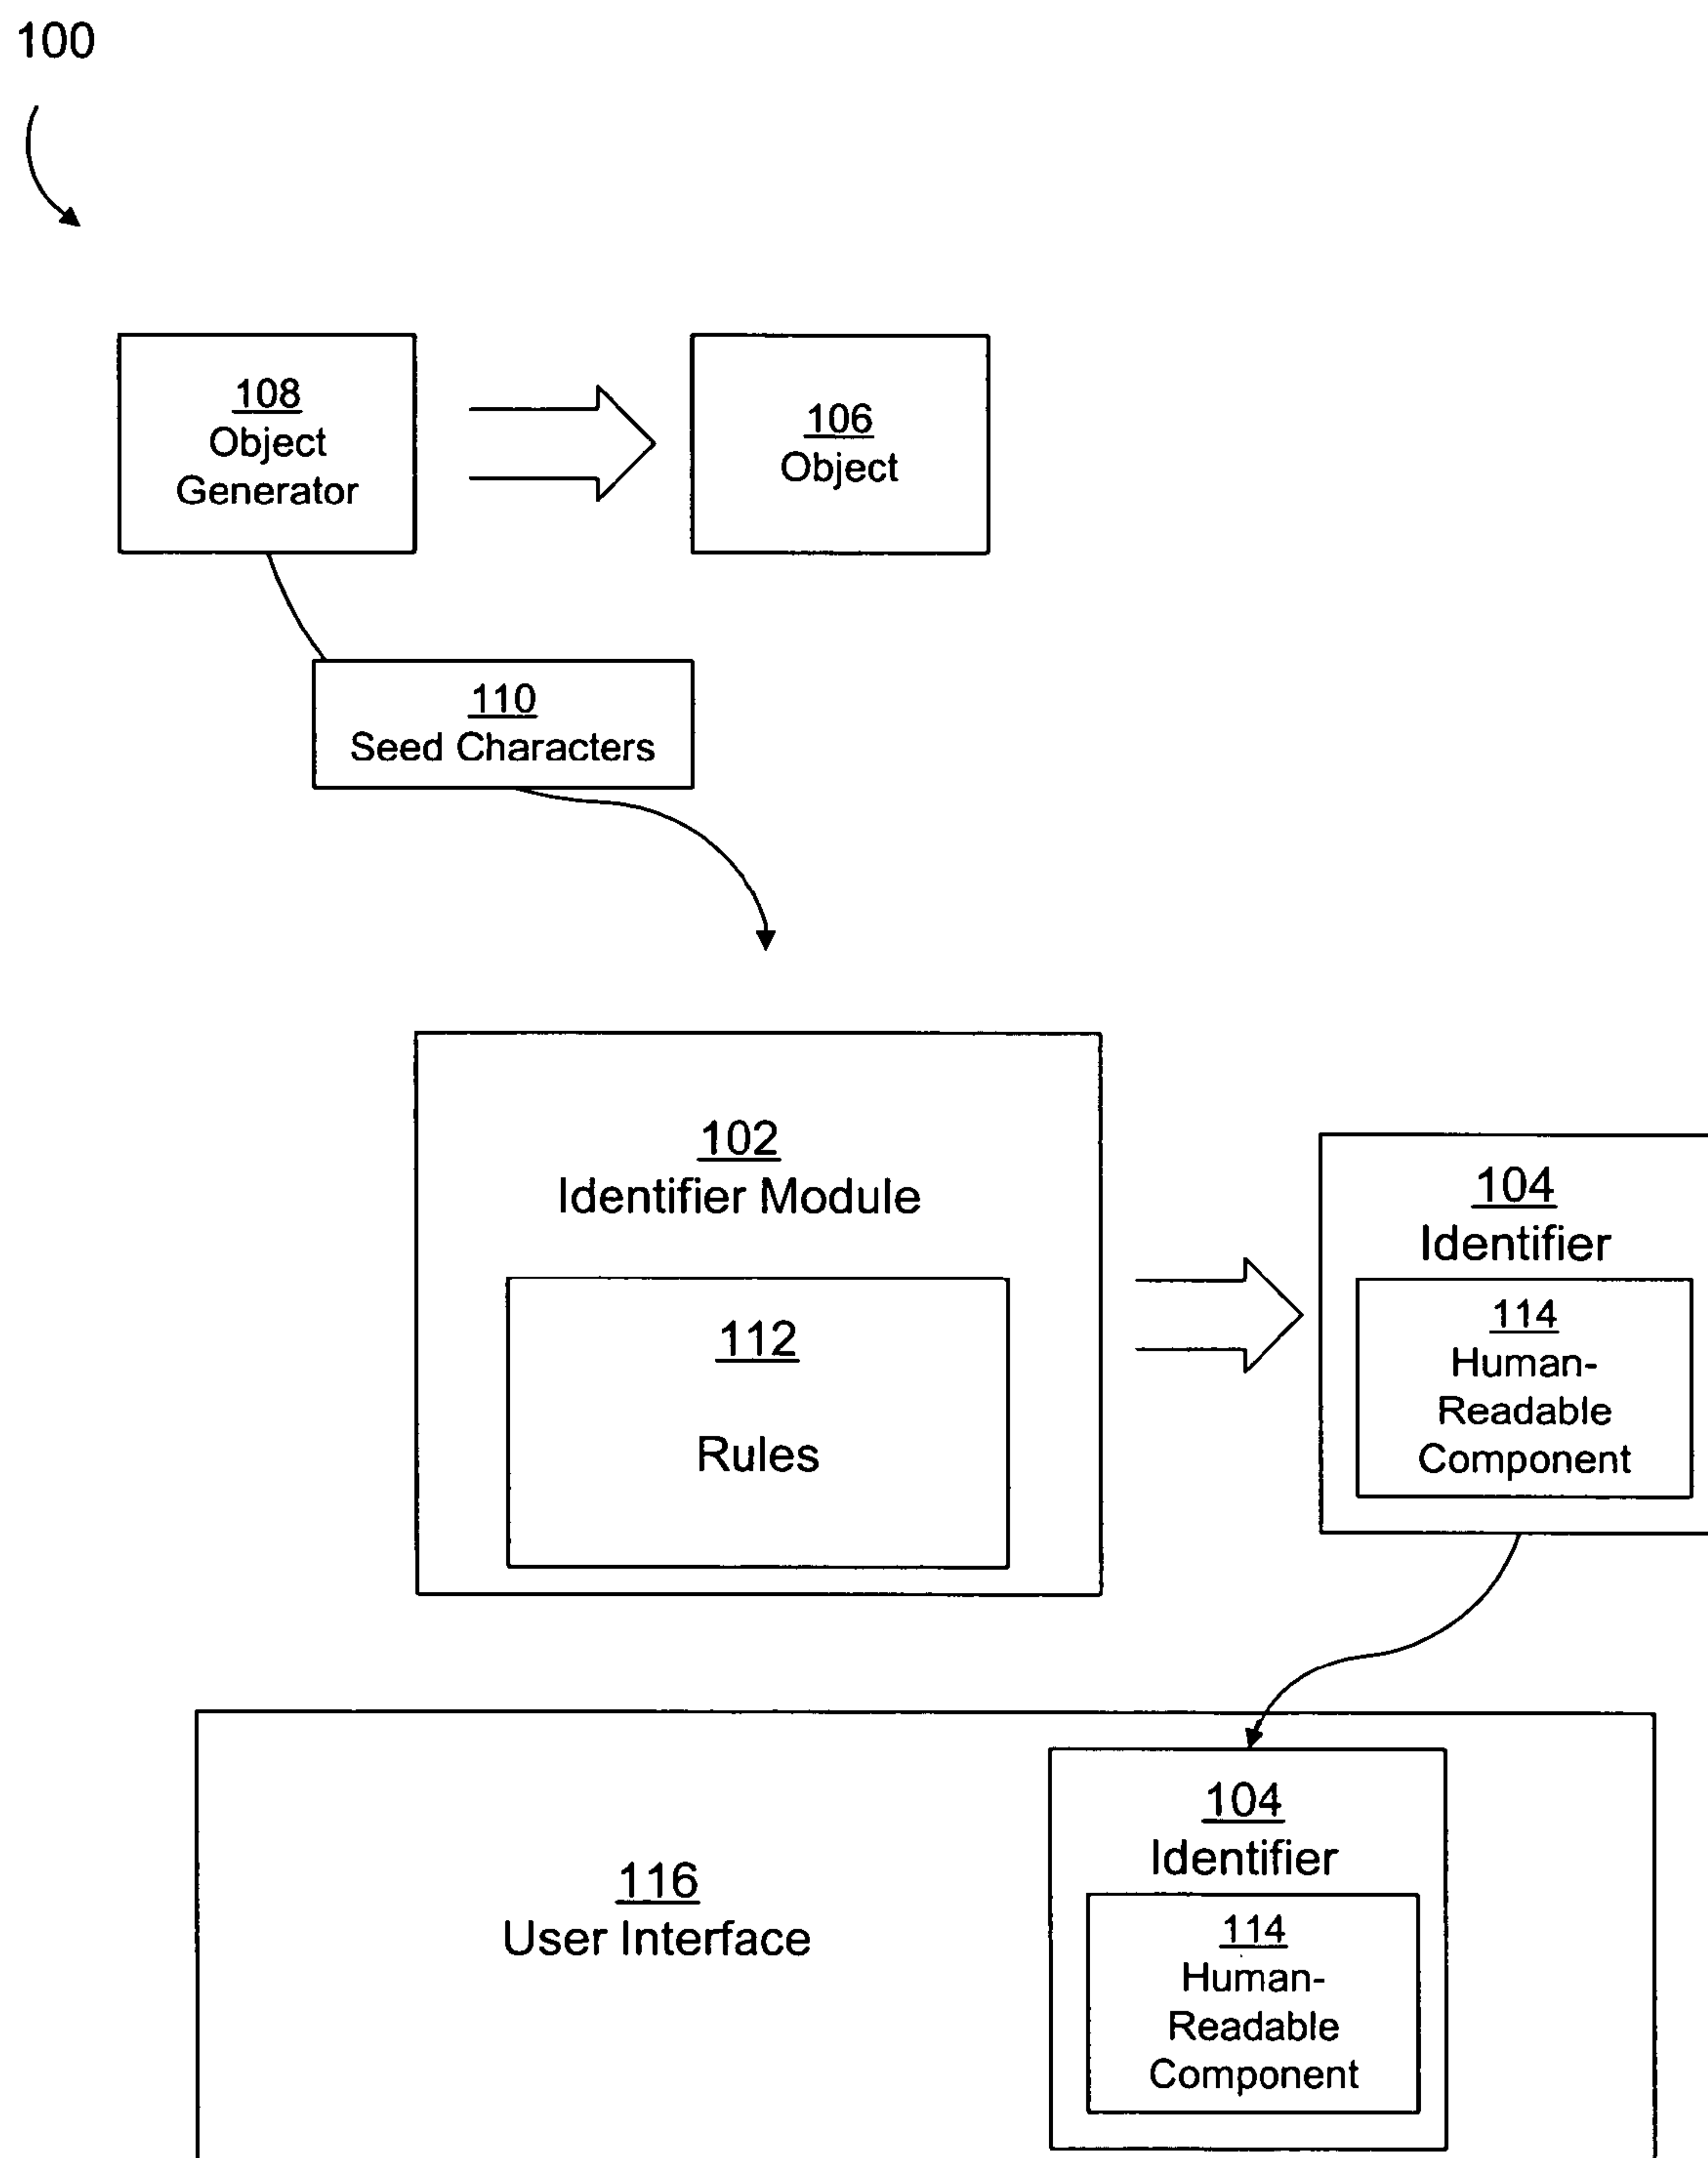 100
108
Object
Generator
106
Object
110
Seed Characters
102
Identifier Module
112
Rules
104
Identifier
114
Human-
Readable
Component
116
User Interface
104
Identifier
114
Human-
Readable
Component